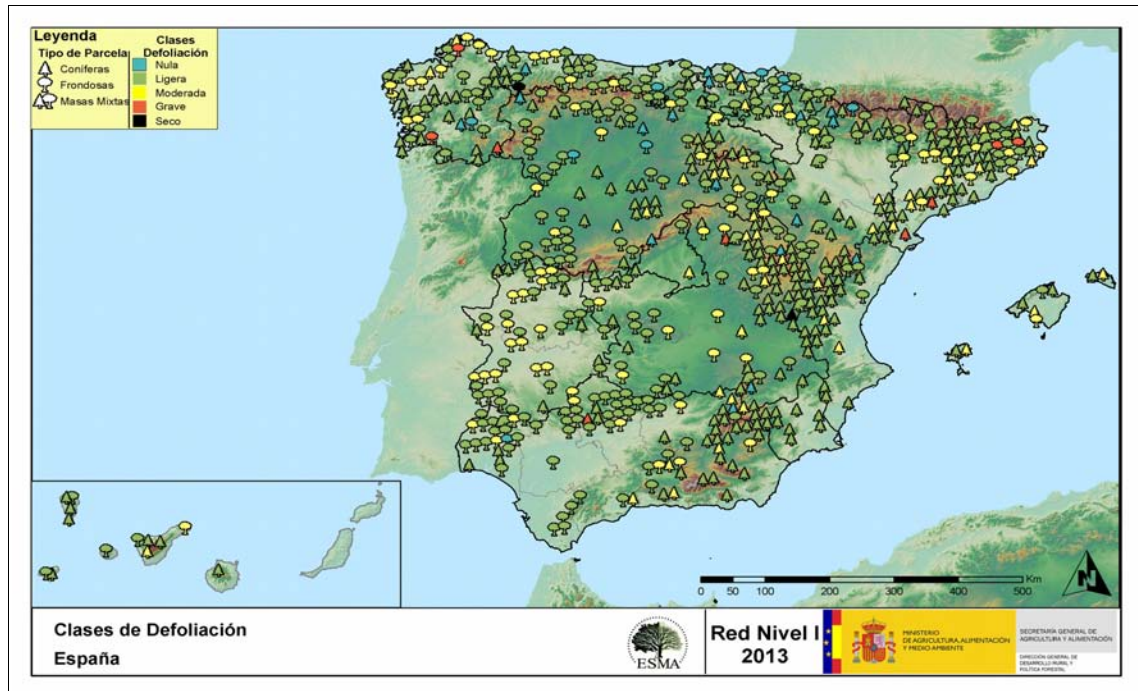 Leyenda
Tipo de Parcela
Coníferas
Frondosas
Masas Mixtas
Clases
Defoliación
Nula
Ligera
Moderada
Grave
Seco
Km
0 50 100 200 300 400 500
N
Clases de Defoliación
España
ESMA
Red Nivel I
2013
MINISTERIO
DE AGRICULTURA, ALIMENTACIÓN
Y MEDIO AMBIENTE
SECRETARÍA GENERAL DE
AGRICULTURA Y ALIMENTACIÓN
DIRECCIÓN GENERAL DE
DESARROLLO RURAL Y
POLÍTICA FORESTAL